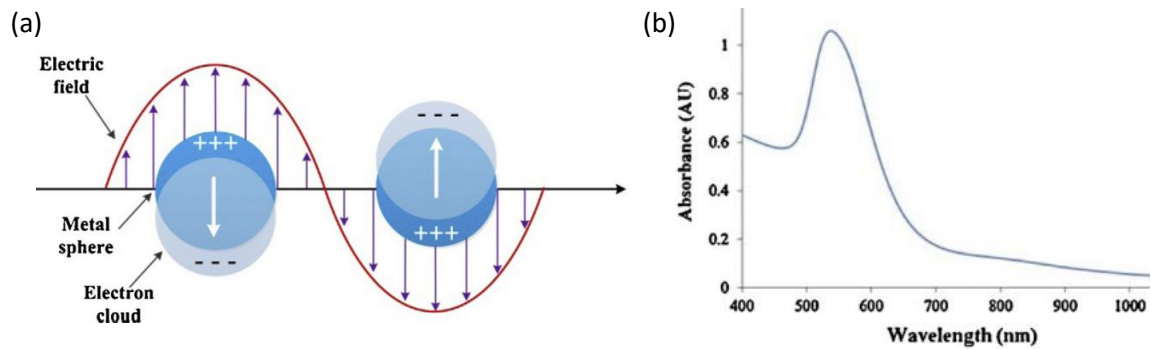 (a)
Electric
field
+++
- - -
Metal
sphere
- - -
+++
Electron
cloud
(b)
Absorbance (AU)
1
0.8
0.6
0.4
0.2
0
400 500 600 700 800 900 1000
Wavelength (nm)